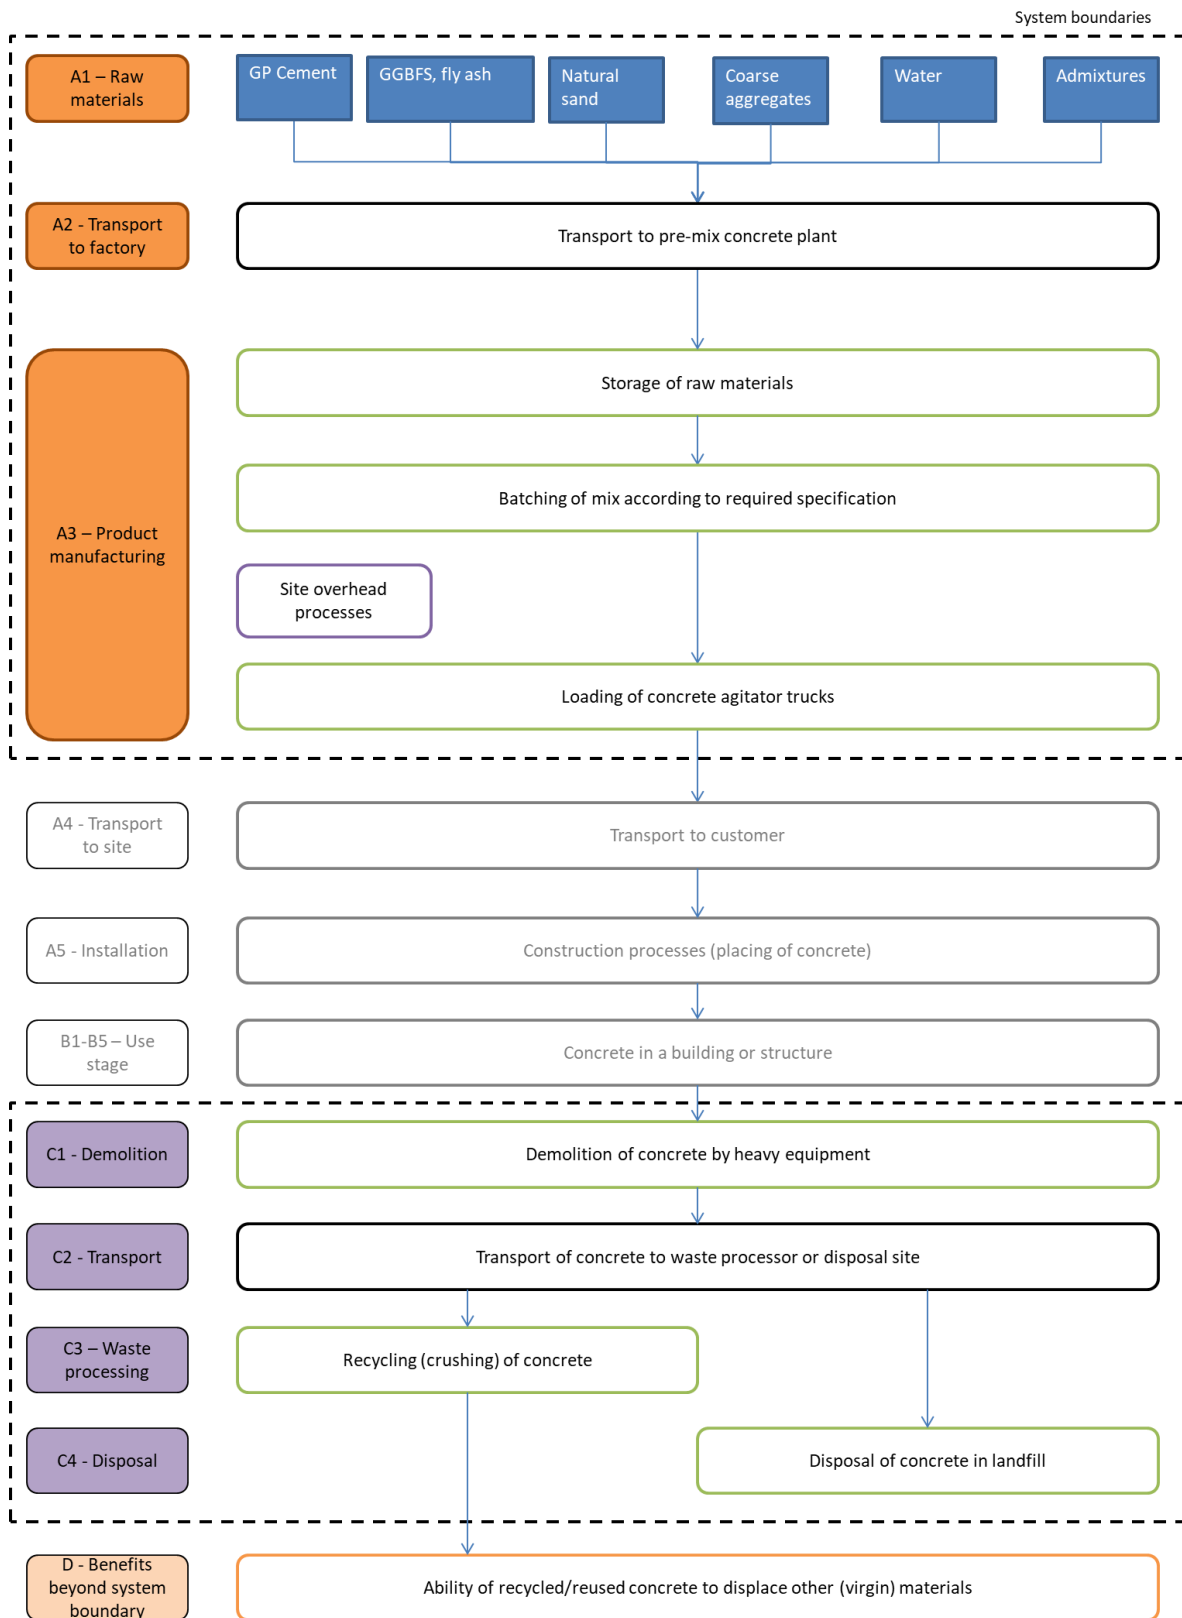 System boundaries
A1 – Raw
materials
GP Cement
GGBFS, fly ash
Natural
sand
Coarse
aggregates
Water
Admixtures
A2 - Transport
to factory
Transport to pre-mix concrete plant
Storage of raw materials
Batching of mix according to required specification
A3 – Product
manufacturing
Site overhead
processes
Loading of concrete agitator trucks
A4 - Transport
to site
Transport to customer
A5 - Installation
Construction processes (placing of concrete)
B1-B5 – Use
stage
Concrete in a building or structure
C1 - Demolition
Demolition of concrete by heavy equipment
C2 - Transport
Transport of concrete to waste processor or disposal site
C3 – Waste
processing
Recycling (crushing) of concrete
C4 - Disposal
Disposal of concrete in landfill
D - Benefits
beyond system
boundary
Ability of recycled/reused concrete to displace other (virgin) materials